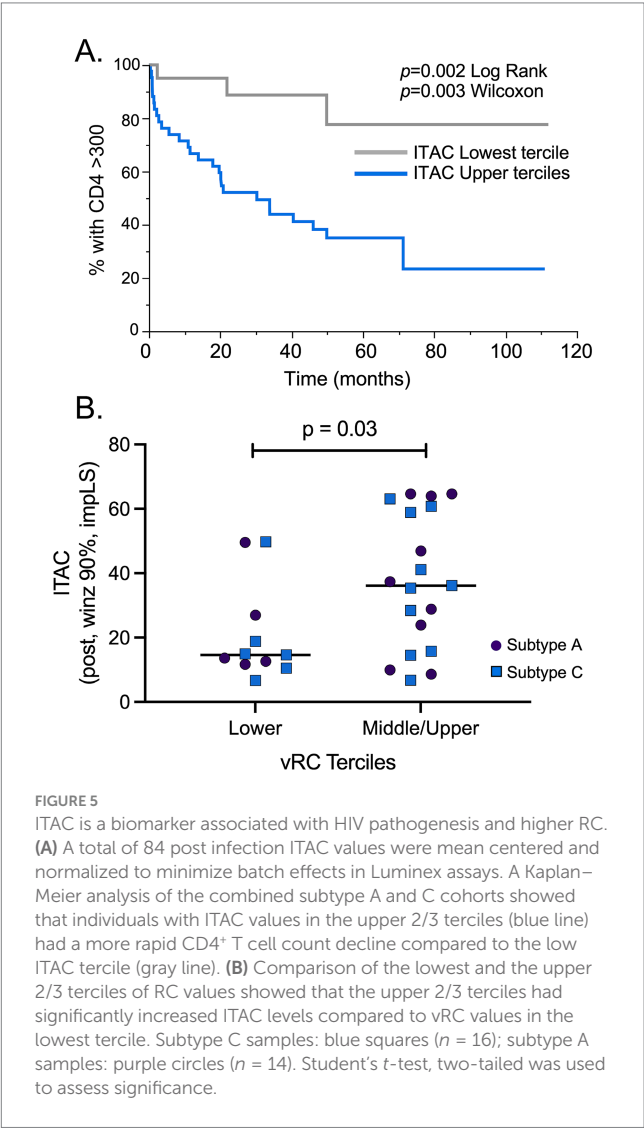 A.
100
80
60
40
20
0
% with CD4 >300
p=0.002 Log Rank
p=0.003 Wilcoxon
ITAC Lowest tercile
ITAC Upper terciles
0 20 40 60 80 100 120
Time (months)
B.
p = 0.03
80
60
40
20
0
ITAC
(post, winz 90%, impLS)
Subtype A
Subtype C
Lower Middle/Upper
vRC Terciles
FIGURE 5
ITAC is a biomarker associated with HIV pathogenesis and higher RC.
(A) A total of 84 post infection ITAC values were mean centered and
normalized to minimize batch effects in Luminex assays. A Kaplan–
Meier analysis of the combined subtype A and C cohorts showed
that individuals with ITAC values in the upper 2/3 terciles (blue line)
had a more rapid CD4⁺ T cell count decline compared to the low
ITAC tercile (gray line). (B) Comparison of the lowest and the upper
2/3 terciles of RC values showed that the upper 2/3 terciles had
significantly increased ITAC levels compared to vRC values in the
lowest tercile. Subtype C samples: blue squares (n = 16); subtype A
samples: purple circles (n = 14). Student's t-test, two-tailed was used
to assess significance.